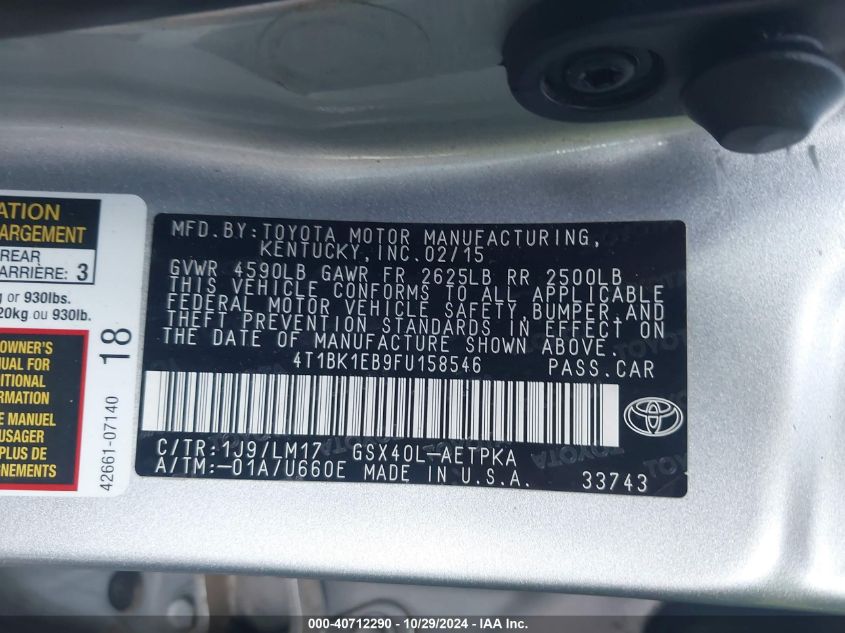 ATION
ARGEMENT
REAR
ARRIÈRE: 3
g or 930lbs.
20kg ou 930lb.
OWNER'S
UAL FOR
ITIONAL
RMATION
E MANUEL
USAGER
PLUS DE
GNEMENTS
18
42661-07140
MFD.BY:TOYOTA MOTOR MANUFACTURING,
KENTUCKY, INC.02/15
GVWR 4590LB GAWR FR 2625LB RR 2500LB
THIS VEHICLE CONFORMS TO ALL APPLICABLE
FEDERAL MOTOR VEHICLE SAFETY,BUMPER,AND
THEFT PREVENTION STANDARDS IN EFFECT ON
THE DATE OF MANUFACTURE SHOWN ABOVE.
4T1BK1EB9FU158546 PASS.CAR
C/TR:1J9/LM17 GSX40L-AETPKA
A/TM:-01A/U660E MADE IN U.S.A. 33743
000-40712290 - 10/29/2024 - IAA Inc.